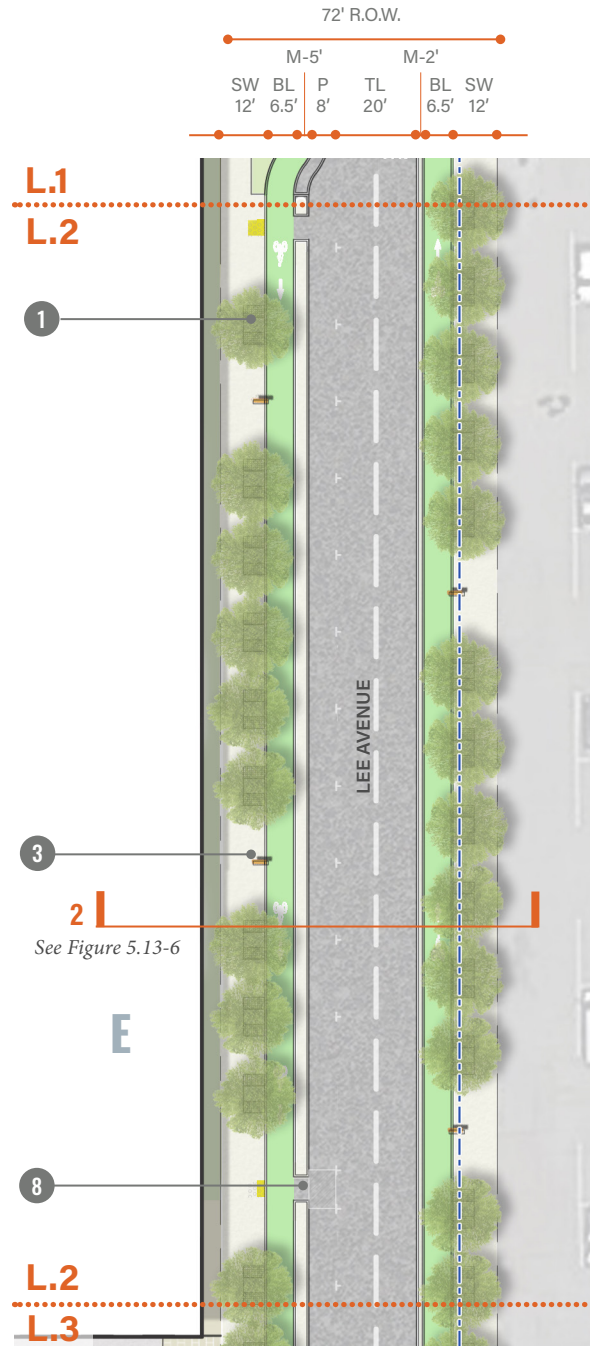 72' R.O.W.
M-5' M-2'
SW BL P TL BL SW
12' 6.5' 8' 20' 6.5' 12'
L.1
L.2
1
LEE AVENUE
3
2
See Figure 5.13-6
E
8
L.2
L.3